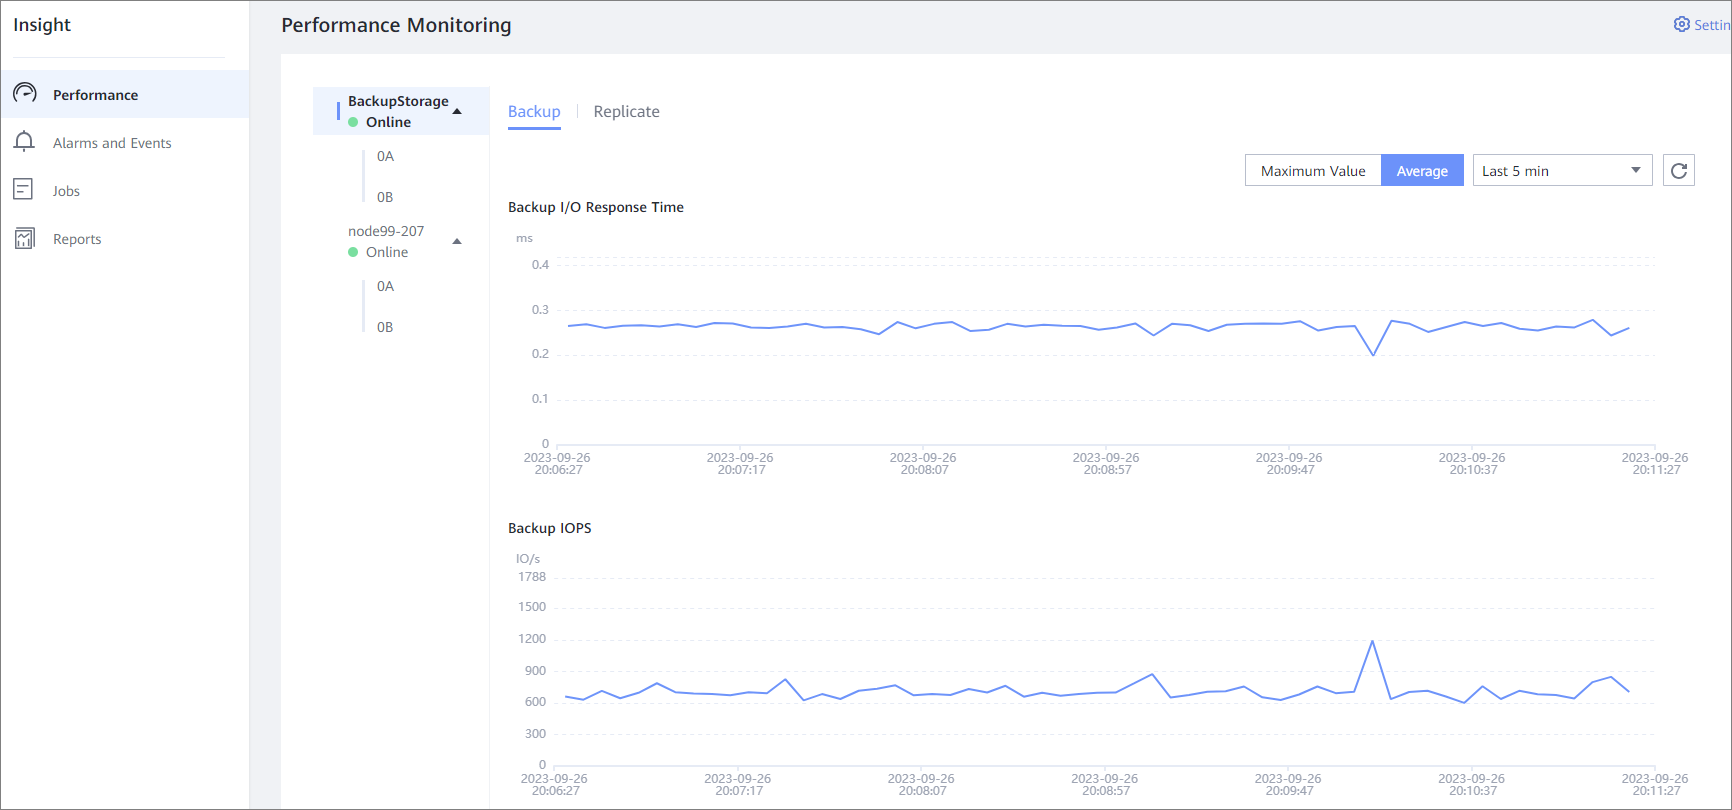 Insight
Performance
Alarms and Events
Jobs
Reports
Performance Monitoring
Settin
BackupStorage
Online
0A
0B
node99-207
Online
0A
0B
Backup
Replicate
Maximum Value
Average
Last 5 min
Backup I/O Response Time
ms
0.4
0.3
0.2
0.1
0
2023-09-26 20:06:27
2023-09-26 20:07:17
2023-09-26 20:08:07
2023-09-26 20:08:57
2023-09-26 20:09:47
2023-09-26 20:10:37
2023-09-26 20:11:27
Backup IOPS
IO/s
1788
1500
1200
900
600
300
0
2023-09-26 20:06:27
2023-09-26 20:07:17
2023-09-26 20:08:07
2023-09-26 20:08:57
2023-09-26 20:09:47
2023-09-26 20:10:37
2023-09-26 20:11:27